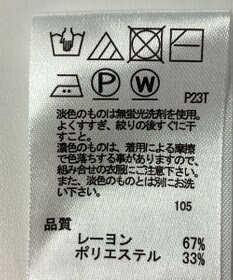 P W
P23T
淡色のものは無蛍光洗剤を使用。
よくすすぎ、絞りの後すぐに干
すこと。
濃色のものは、着用による摩擦
で色落ちする事がありますので、
組み合せの衣服にご注意下さい。
また、淡色のものとは別にお洗
い下さい。
105
品質
レーヨン 67%
ポリエステル 33%